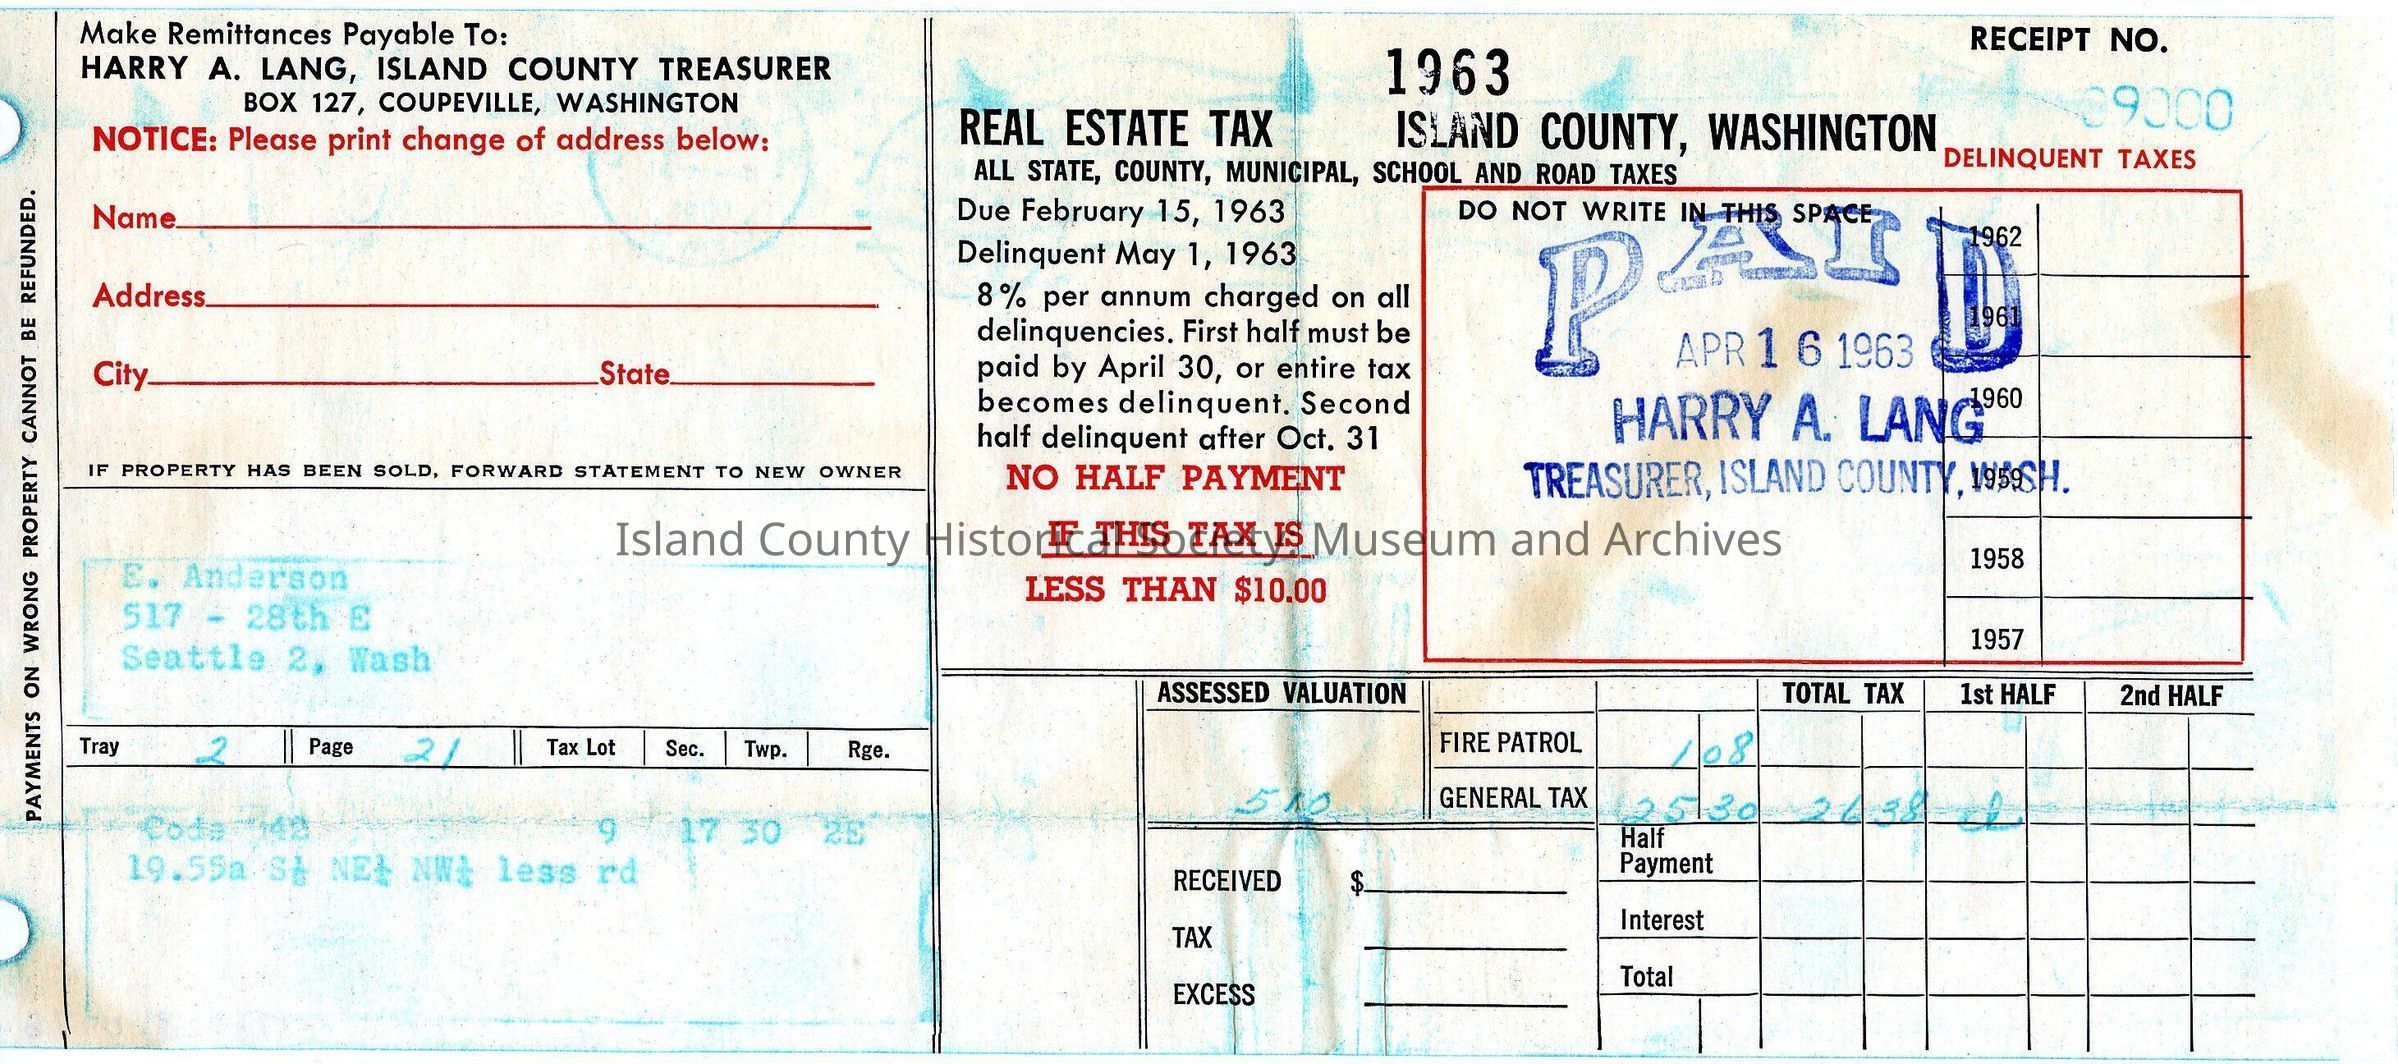 PAYMENTS ON WRONG PROPERTY CANNOT BE REFUNDED.
Make Remittances Payable To:
HARRY A. LANG, ISLAND COUNTY TREASURER
BOX 127, COUPEVILLE, WASHINGTON
NOTICE: Please print change of address below:
Name
Address
City State
IF PROPERTY HAS BEEN SOLD, FORWARD STATEMENT TO NEW OWNER
E. Anderson
517 - 28th E
Seattle 2, Wash
Tray 2 Page 21 Tax Lot Sec. Twp. Rge.
Code 42 9 17 30 2E
19.55a S½ NE¼ NW¼ less rd
1963
REAL ESTATE TAX ISLAND COUNTY, WASHINGTON
ALL STATE, COUNTY, MUNICIPAL, SCHOOL AND ROAD TAXES
Due February 15, 1963
Delinquent May 1, 1963
8% per annum charged on all
delinquencies. First half must be
paid by April 30, or entire tax
becomes delinquent. Second
half delinquent after Oct. 31
NO HALF PAYMENT
IF THIS TAX IS
LESS THAN $10.00
RECEIPT NO.
DELINQUENT TAXES
DO NOT WRITE IN THIS SPACE
PAID
APR 16 1963
HARRY A. LANG
TREASURER, ISLAND COUNTY, WASH.
1962
1961
1960
1959
1958
1957
Island County Historical Society, Museum and Archives
ASSESSED VALUATION TOTAL TAX 1st HALF 2nd HALF
FIRE PATROL 1 08
510 GENERAL TAX 25 30 26 38
Half
Payment
RECEIVED $
Interest
TAX
Total
EXCESS